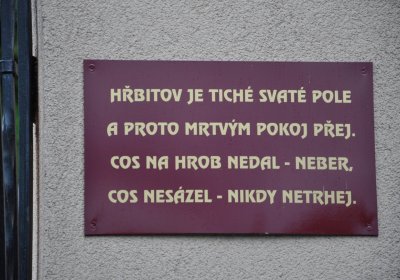 HŘBITOV JE TICHÉ SVATÉ POLE
A PROTO MRTVÝM POKOJ PŘEJ.
COS NA HROB NEDAL - NEBER,
COS NESÁZEL - NIKDY NETRHEJ.